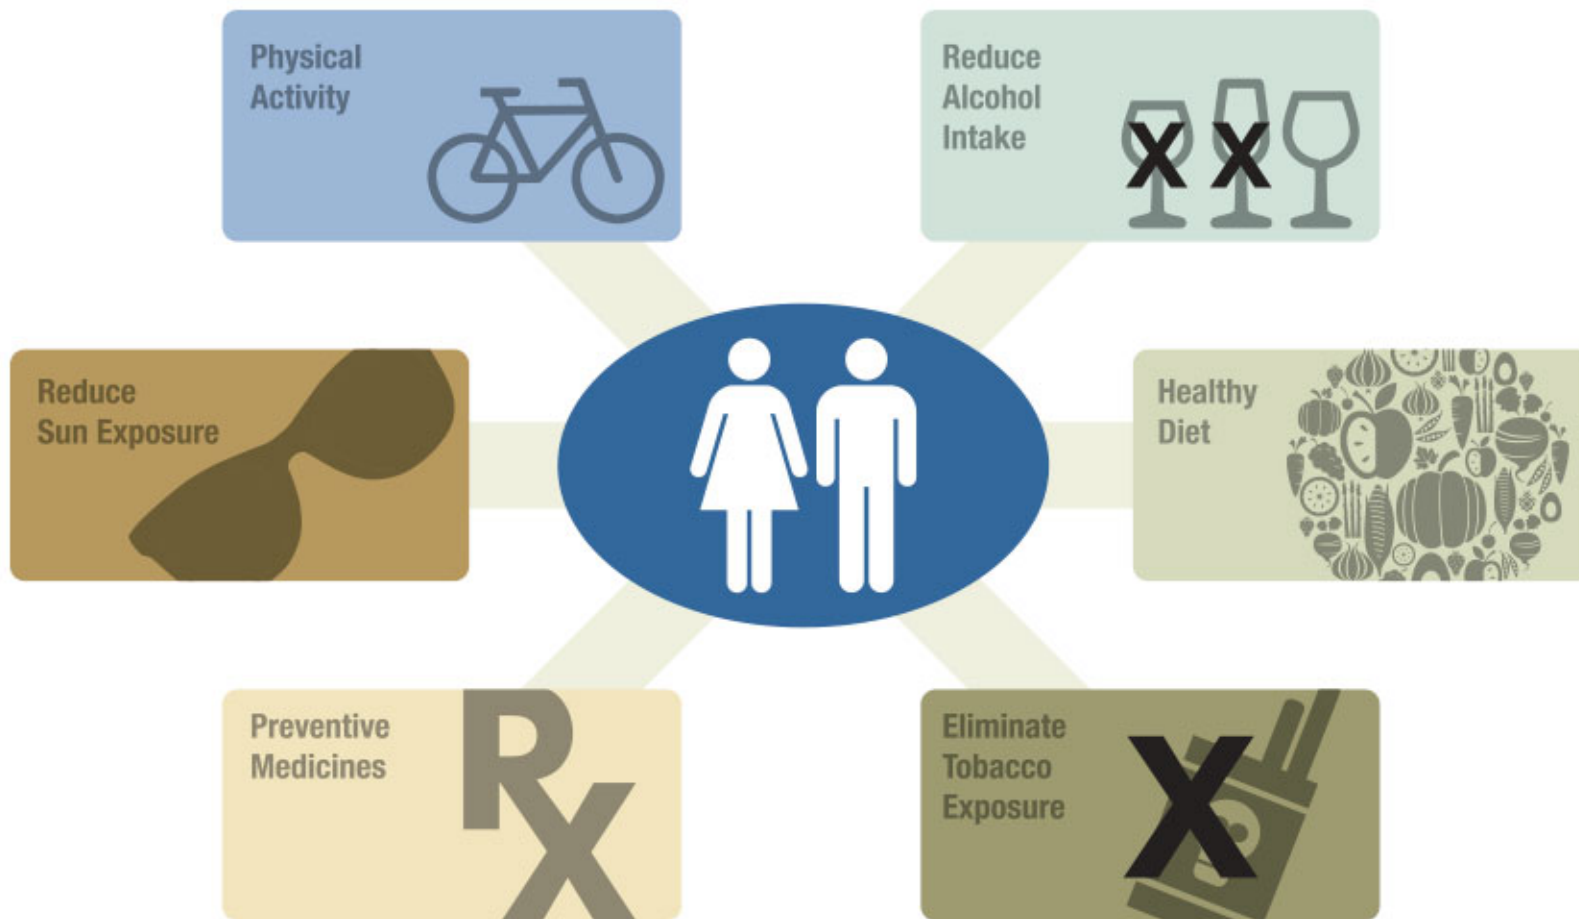 Physical
Activity
Reduce
Alcohol
Intake
X X
Reduce
Sun Exposure
Healthy
Diet
Preventive
Medicines
RX
Eliminate
Tobacco
Exposure
X